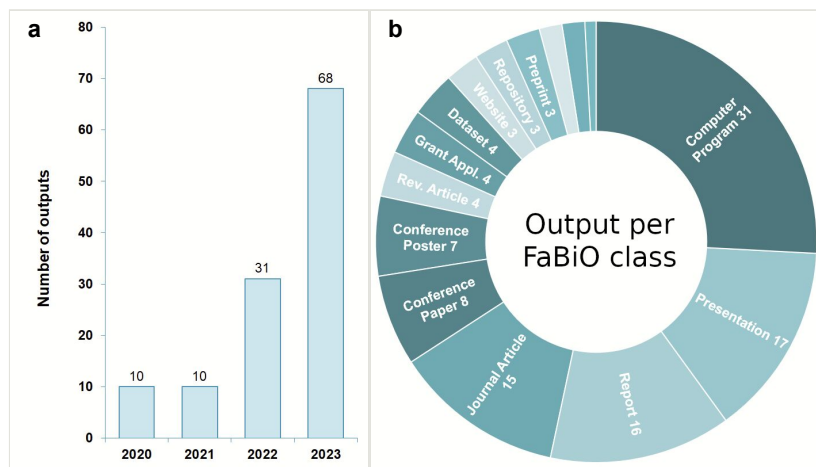 a
Number of outputs
80
70
60
50
40
30
20
10
0
10
10
31
68
2020
2021
2022
2023
b
Output per
FaBiO class
Computer
Program 31
Presentation 17
Report 16
Journal Article
15
Conference
Paper 8
Conference
Poster 7
Rev. Article 4
Grant Appl. 4
Dataset 4
Website 3
Repository 3
Preprint 3